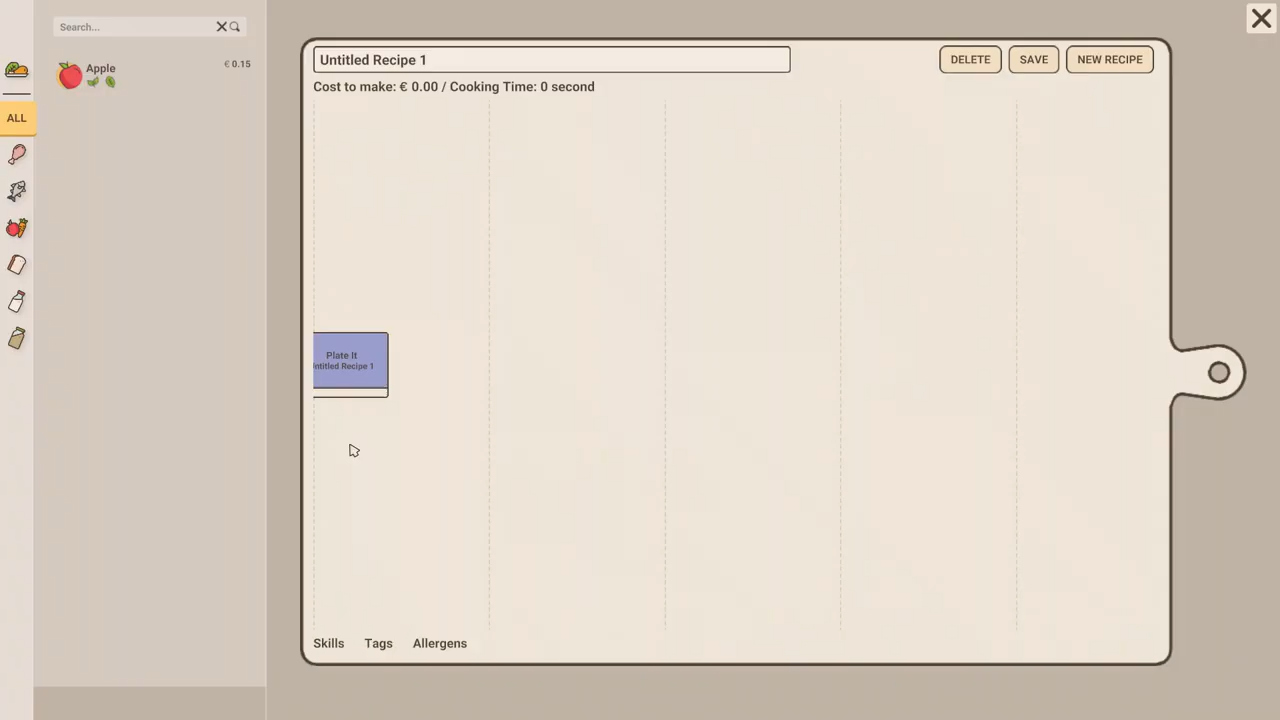 Search...
Apple
€ 0.15
ALL
Untitled Recipe 1
DELETE
SAVE
NEW RECIPE
Cost to make: € 0.00 / Cooking Time: 0 second
Plate It
ntitled Recipe 1
Skills
Tags
Allergens